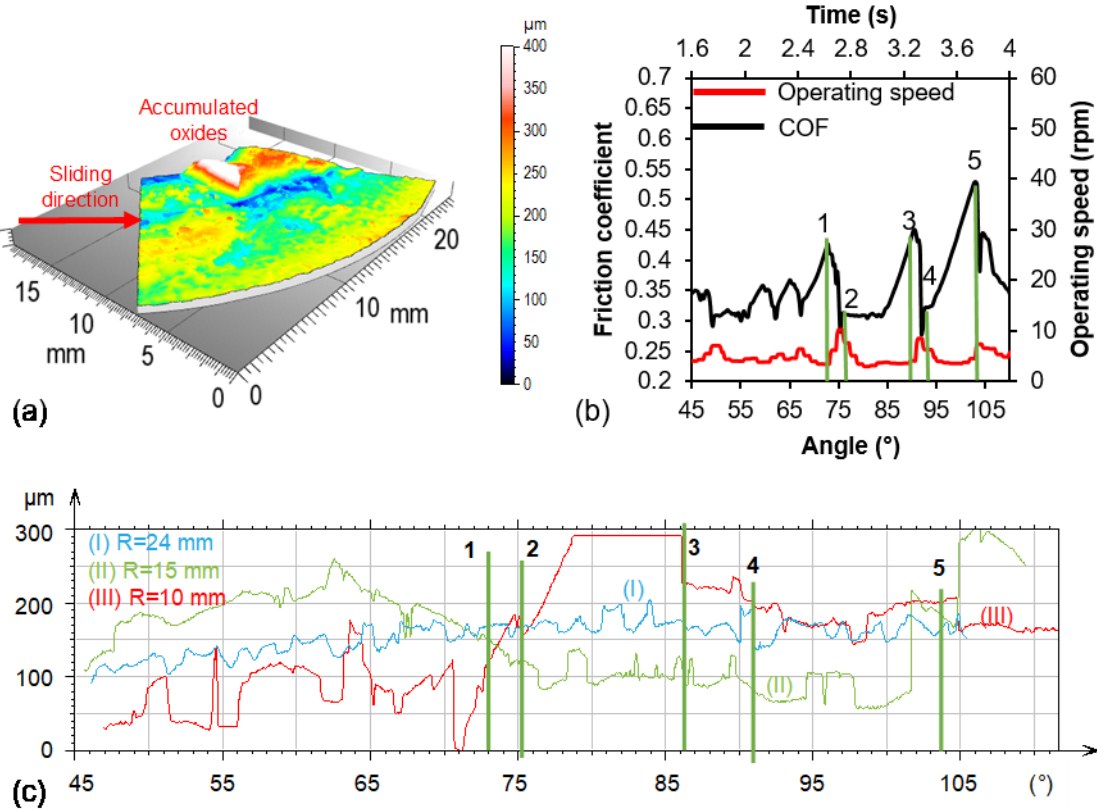 µm
400
350
300
250
200
150
100
50
0
Accumulated
oxides
Sliding
direction
15
10
mm
5
0
0
10
mm
20
(a)
Time (s)
1.6 2 2.4 2.8 3.2 3.6 4
0.7
0.65
0.6
0.55
0.5
0.45
0.4
0.35
0.3
0.25
0.2
Friction coefficient
Operating speed
COF
1
2
3
4
5
60
50
40
30
20
10
0
Operating speed (rpm)
45 55 65 75 85 95 105
Angle (°)
(b)
µm
300
200
100
0
(I) R=24 mm
(II) R=15 mm
(III) R=10 mm
1
2
3
4
5
(I)
(II)
(III)
45 55 65 75 85 95 105 (°)
(c)